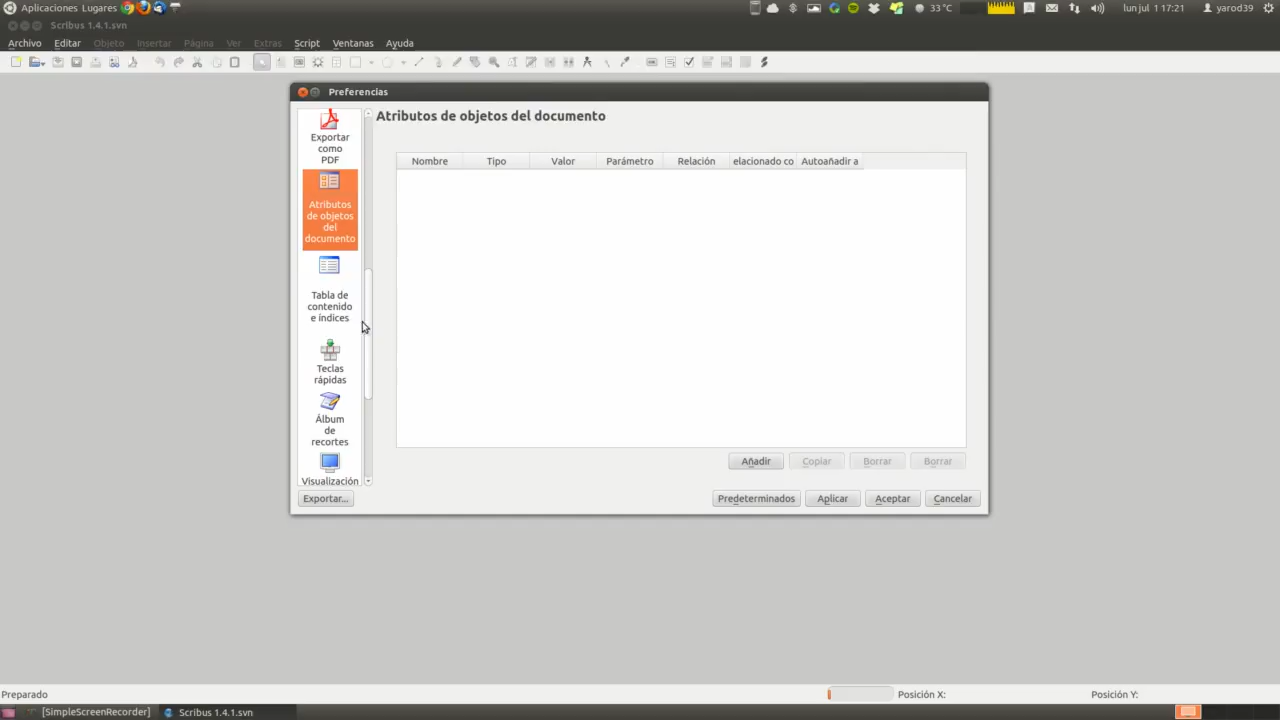 Aplicaciones Lugares
33 °C
lun jul 1 17:21
yarod39
Scribus 1.4.1.svn
Archivo Editar Objeto Insertar Página Ver Extras Script Ventanas Ayuda
Preferencias
Exportar
como
PDF
Atributos
de objetos
del
documento
Tabla de
contenido
e índices
Teclas
rápidas
Álbum
de
recortes
Visualización
Exportar...
Atributos de objetos del documento
Nombre Tipo Valor Parámetro Relación elacionado co Autoañadir a
Añadir Copiar Borrar Borrar
Predeterminados Aplicar Aceptar Cancelar
Preparado
Posición X:
Posición Y:
[SimpleScreenRecorder]
Scribus 1.4.1.svn